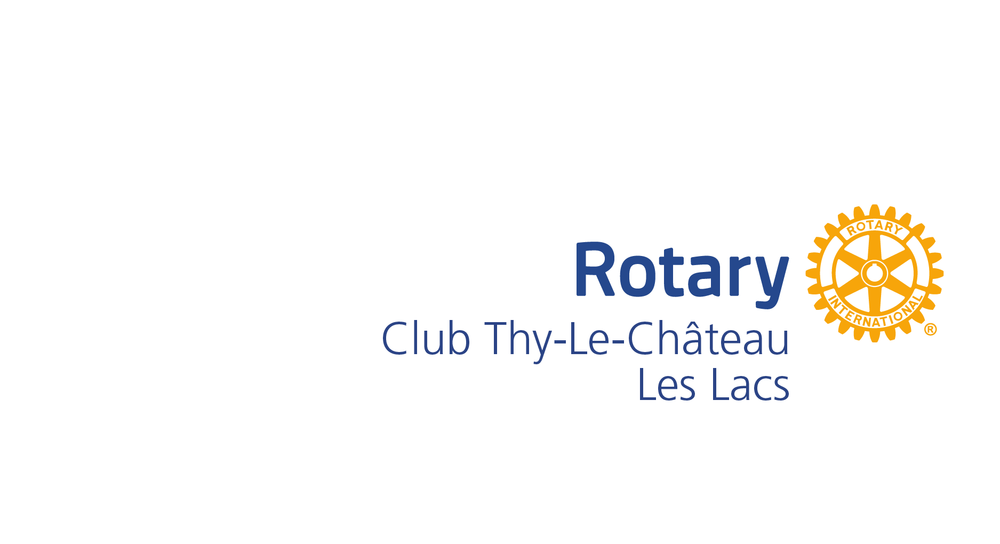 Rotary
Club Thy-Le-Château
Les Lacs
ROTARY
INTERNATIONAL
®